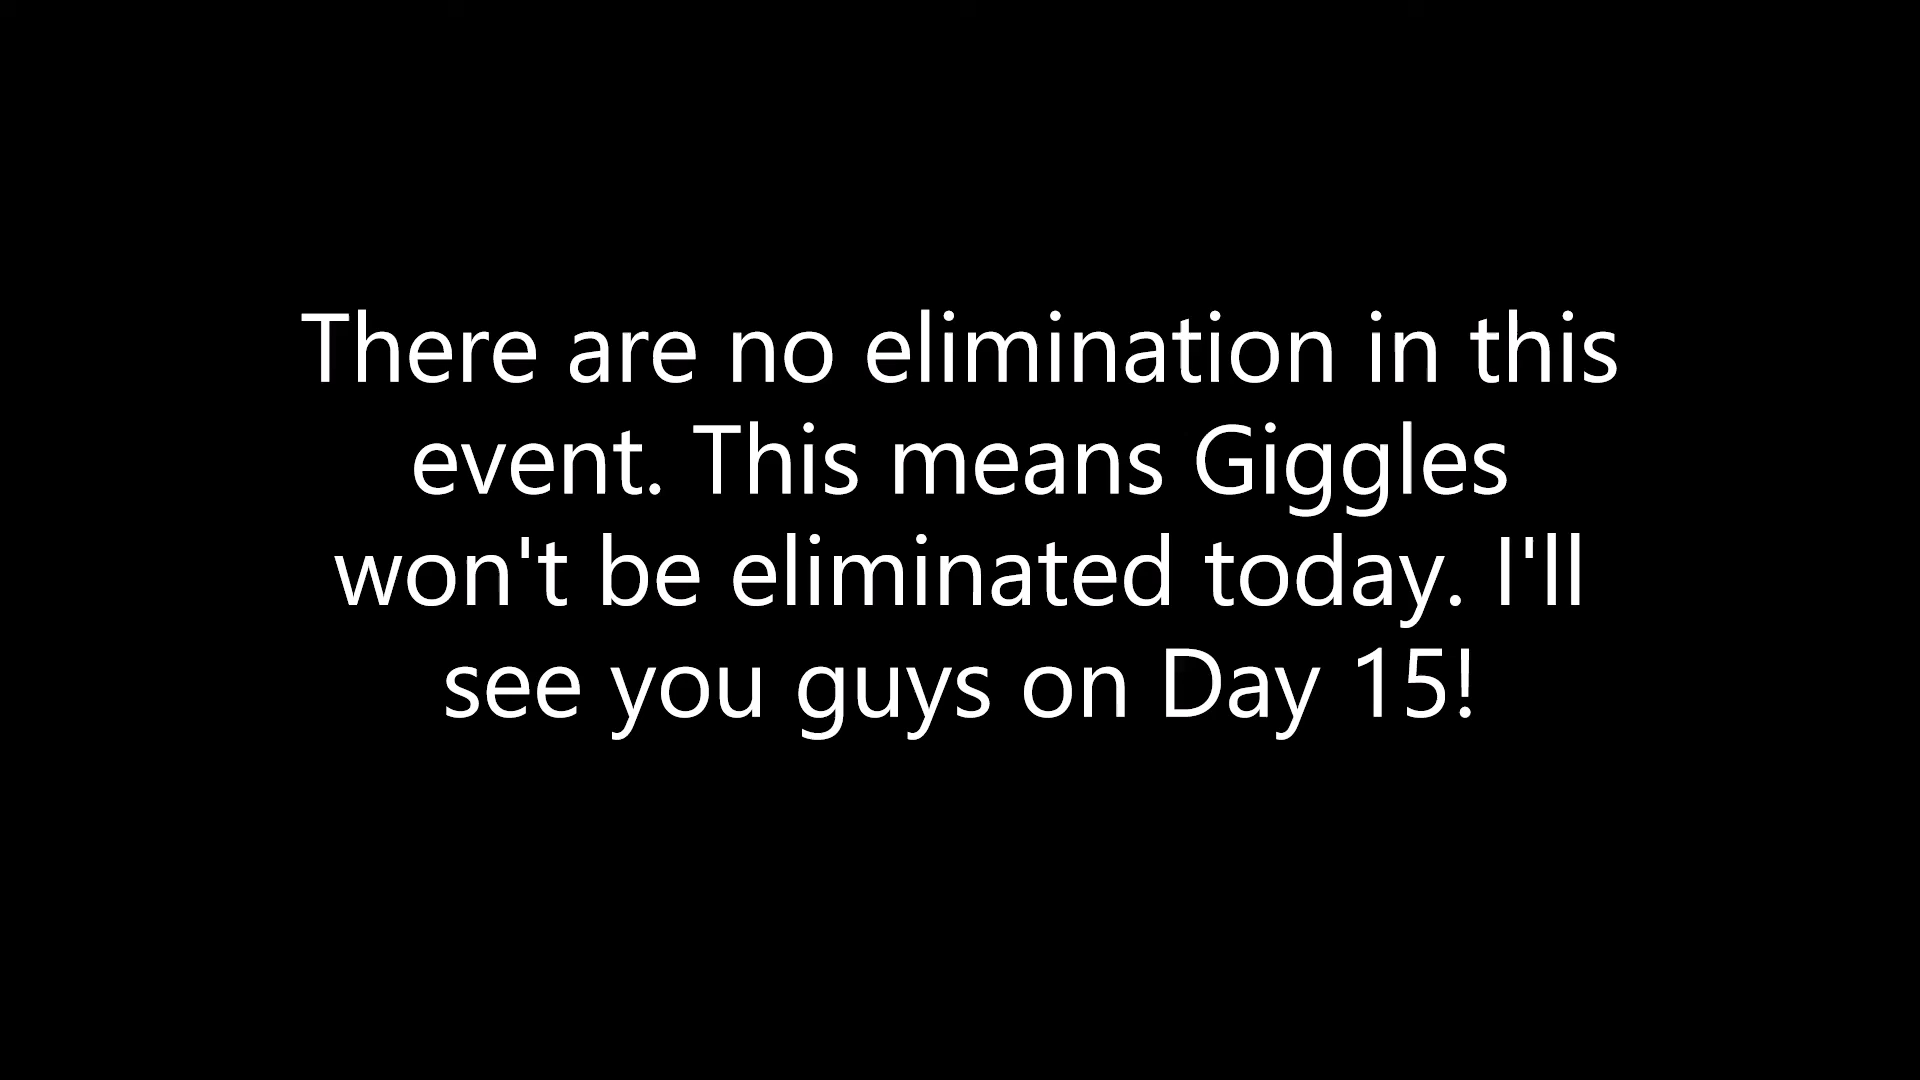 There are no elimination in this
event. This means Giggles
won't be eliminated today. I'll
see you guys on Day 15!